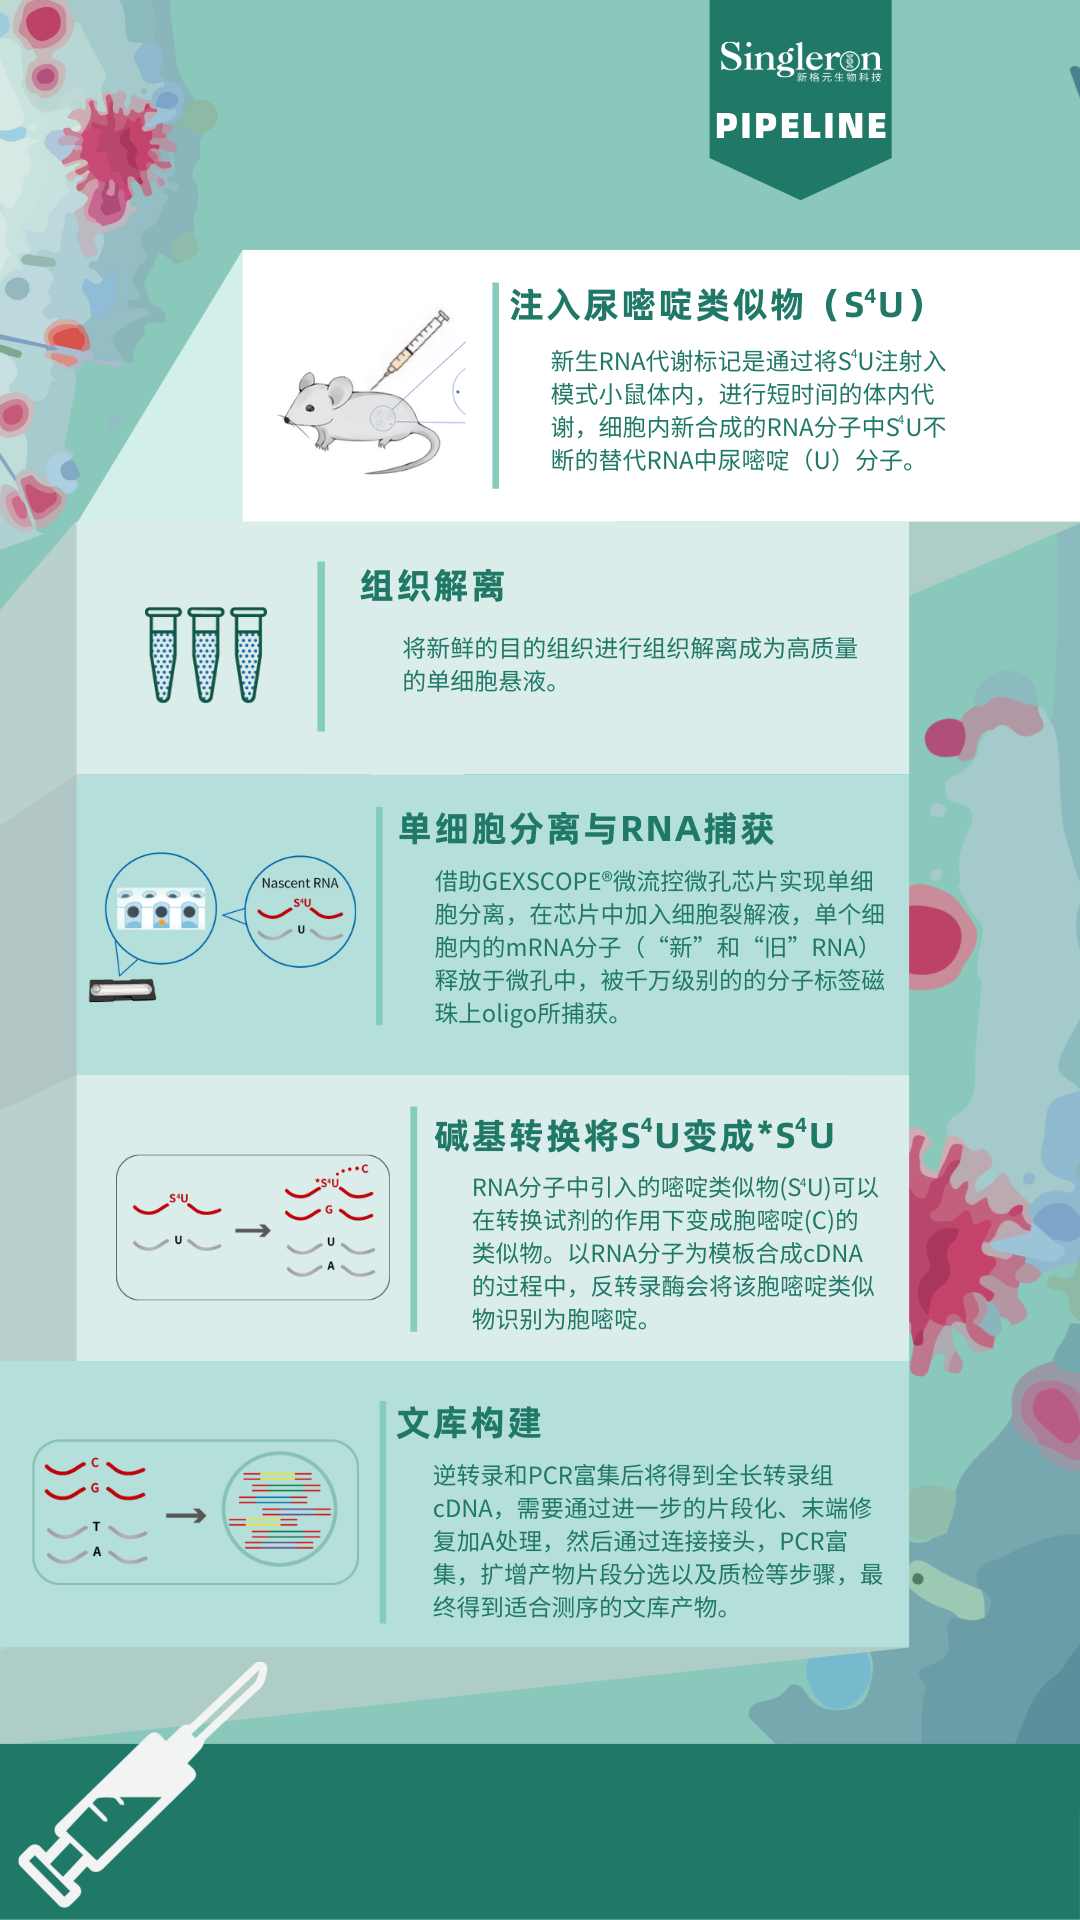 Singleron
新格元生物科技
PIPELINE
注入尿嘧啶类似物（S⁴U）
新生RNA代谢标记是通过将S⁴U注射入
模式小鼠体内，进行短时间的体内代
谢，细胞内新合成的RNA分子中S⁴U不
断的替代RNA中尿嘧啶（U）分子。
组织解离
将新鲜的目的组织进行组织解离成为高质量
的单细胞悬液。
单细胞分离与RNA捕获
借助GEXSCOPE®微流控微孔芯片实现单细
胞分离，在芯片中加入细胞裂解液，单个细
胞内的mRNA分子（“新”和“旧”RNA）
释放于微孔中，被千万级别的的分子标签磁
珠上oligo所捕获。
Nascent RNA
S⁴U
U
碱基转换将S⁴U变成*S⁴U
RNA分子中引入的嘧啶类似物(S⁴U)可以
在转换试剂的作用下变成胞嘧啶(C)的
类似物。以RNA分子为模板合成cDNA
的过程中，反转录酶会将该胞嘧啶类似
物识别为胞嘧啶。
S⁴U
U
C
*S⁴U
G
U
A
文库构建
逆转录和PCR富集后将得到全长转录组
cDNA，需要通过进一步的片段化、末端修
复加A处理，然后通过连接接头，PCR富
集，扩增产物片段分选以及质检等步骤，最
终得到适合测序的文库产物。
C
G
T
A